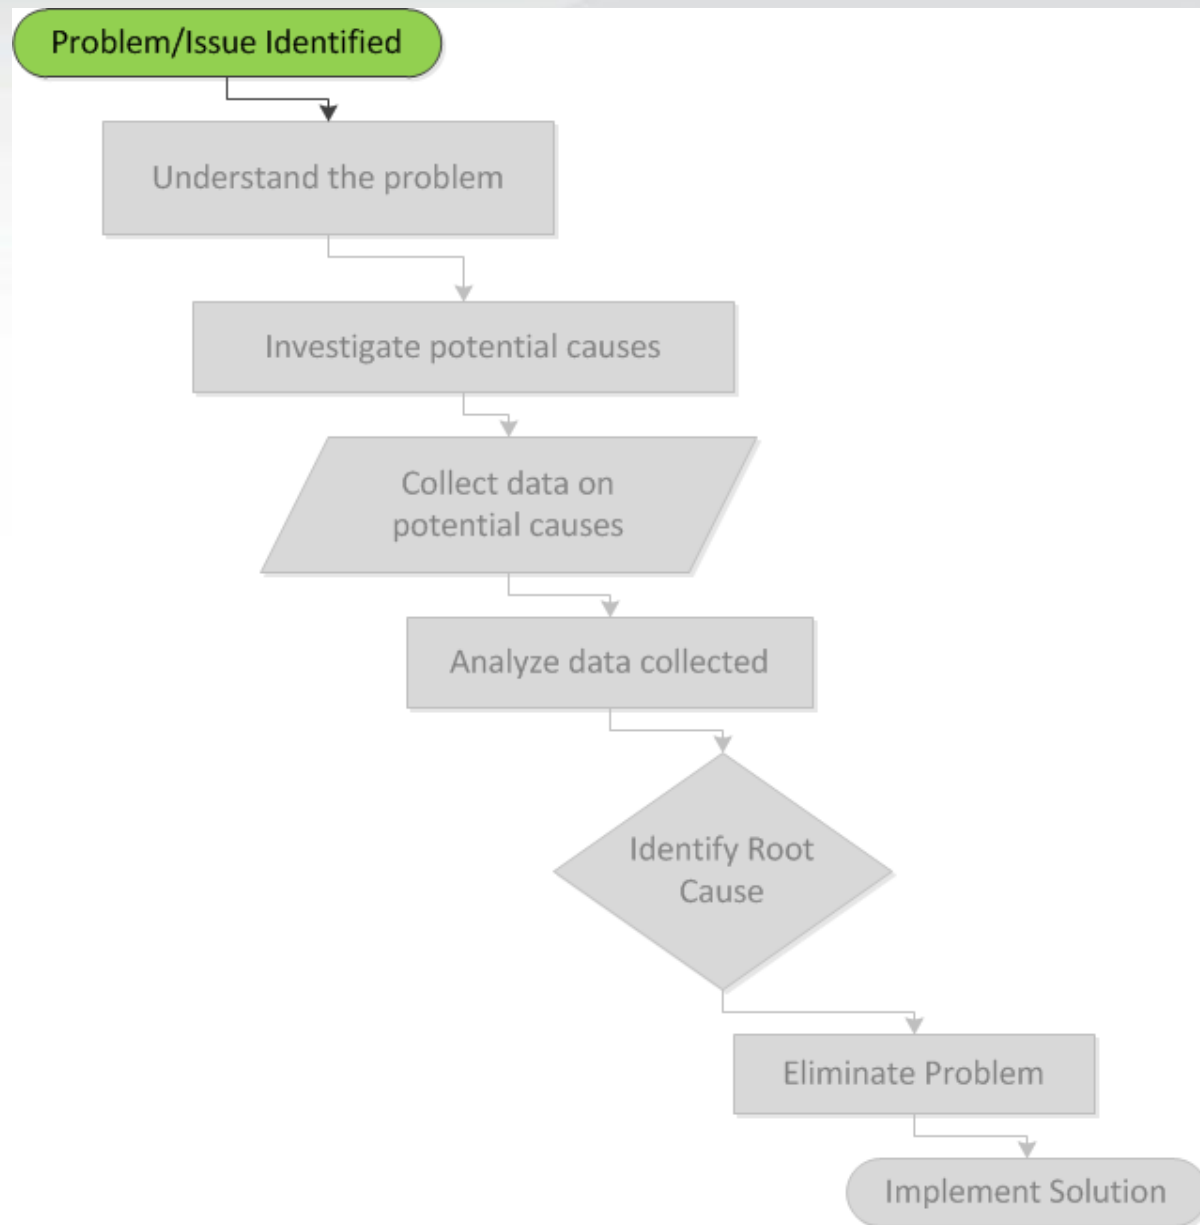 Problem/Issue Identified
Understand the problem
Investigate potential causes
Collect data on
potential causes
Analyze data collected
Identify Root
Cause
Eliminate Problem
Implement Solution